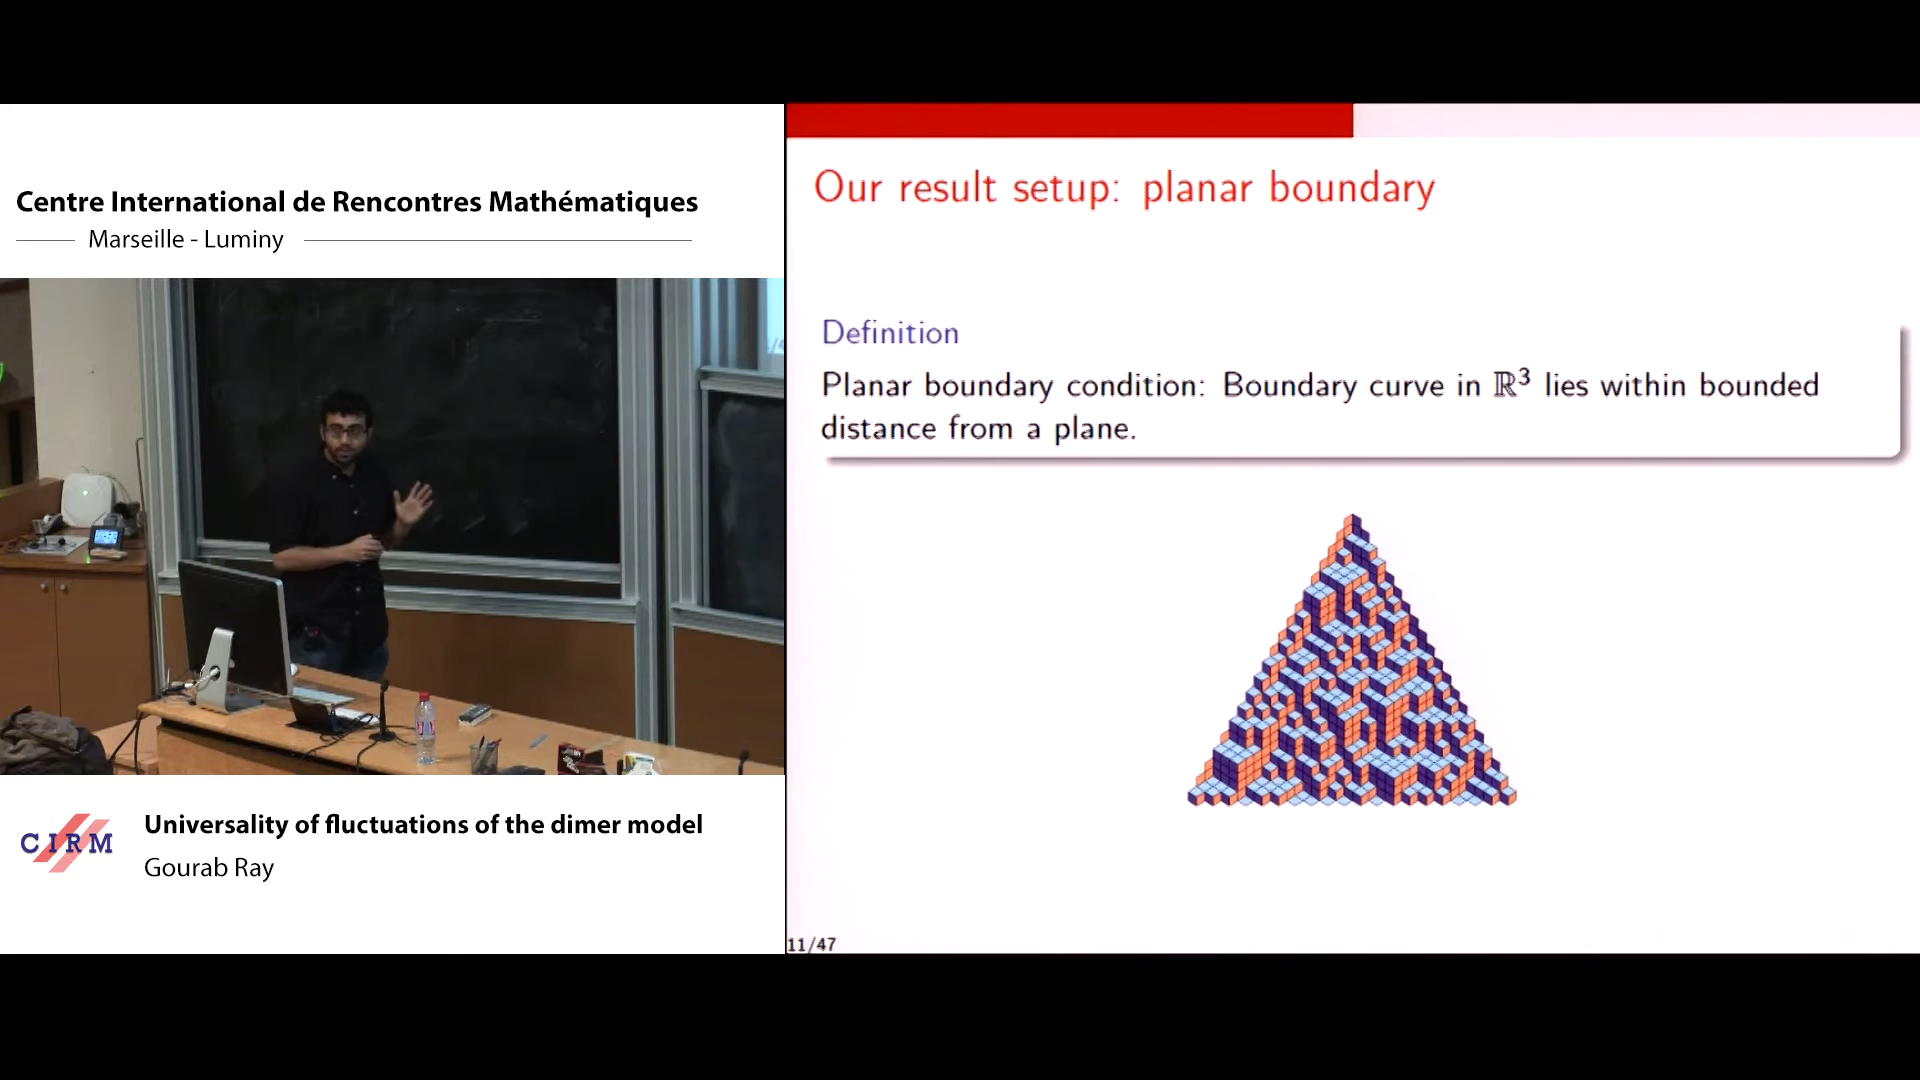 Centre International de Rencontres Mathématiques
Marseille - Luminy
CIRM
Universality of fluctuations of the dimer model
Gourab Ray
Our result setup: planar boundary
Definition
Planar boundary condition: Boundary curve in ℝ³ lies within bounded
distance from a plane.
11/47